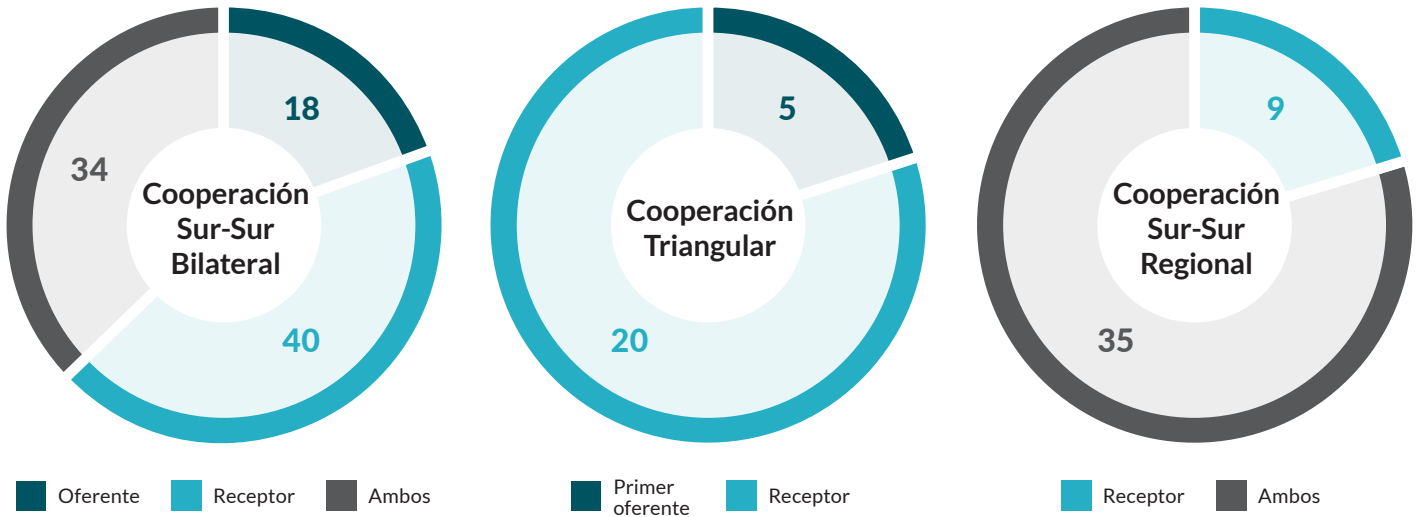 18
34
40
Cooperación
Sur-Sur
Bilateral
Oferente
Receptor
Ambos
5
20
Cooperación
Triangular
Primer
oferente
Receptor
9
35
Cooperación
Sur-Sur
Regional
Receptor
Ambos